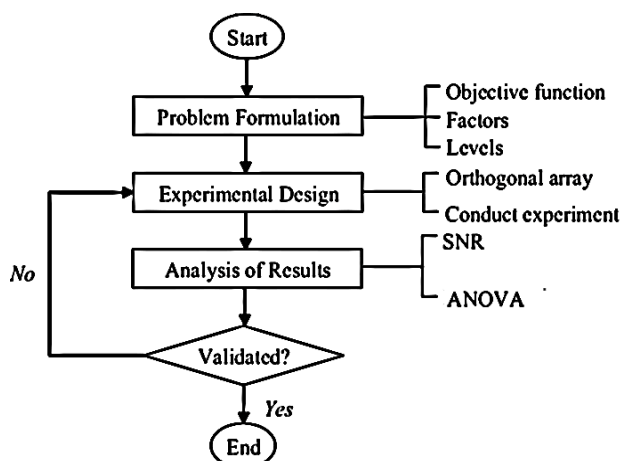 Start
Problem Formulation
Objective function
Factors
Levels
Experimental Design
Orthogonal array
Conduct experiment
Analysis of Results
SNR
ANOVA
No
Validated?
Yes
End